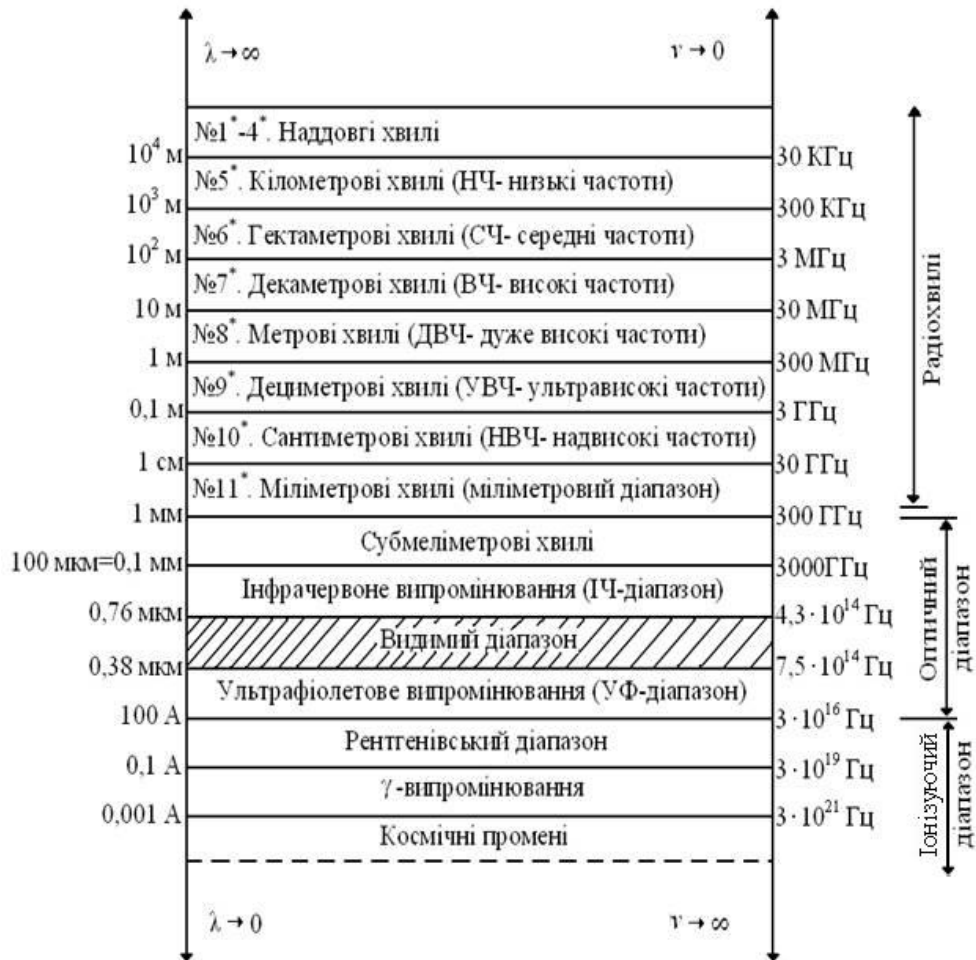 λ→∞ ν→0
№1*-4*. Наддовгі хвилі
10⁴ м 30 КГц
№5*. Кілометрові хвилі (НЧ- низькі частоти)
10³ м 300 КГц
№6*. Гектаметрові хвилі (СЧ- середні частоти)
10² м 3 МГц
№7*. Декаметрові хвилі (ВЧ- високі частоти)
10 м 30 МГц
№8*. Метрові хвилі (ДВЧ- дуже високі частоти)
1 м 300 МГц
№9*. Дециметрові хвилі (УВЧ- ультрависокі частоти)
0,1 м 3 ГГц
№10*. Сантиметрові хвилі (НВЧ- надвисокі частоти)
1 см 30 ГГц
№11*. Міліметрові хвилі (міліметровий діапазон)
1 мм 300 ГГц
Субмеліметрові хвилі
100 мкм=0,1 мм 3000ГГц
Інфрачервоне випромінювання (ІЧ-діапазон)
0,76 мкм 4,3·10¹⁴ Гц
Видимий діапазон
0,38 мкм 7,5·10¹⁴ Гц
Ультрафіолетове випромінювання (УФ-діапазон)
100 А 3·10¹⁶ Гц
Рентгенівський діапазон
0,1 А 3·10¹⁹ Гц
γ-випромінювання
0,001 А 3·10²¹ Гц
Космічні промені
λ→0 ν→∞
Радіохвилі
Оптичний
діапазон
Іонізуючий
діапазон